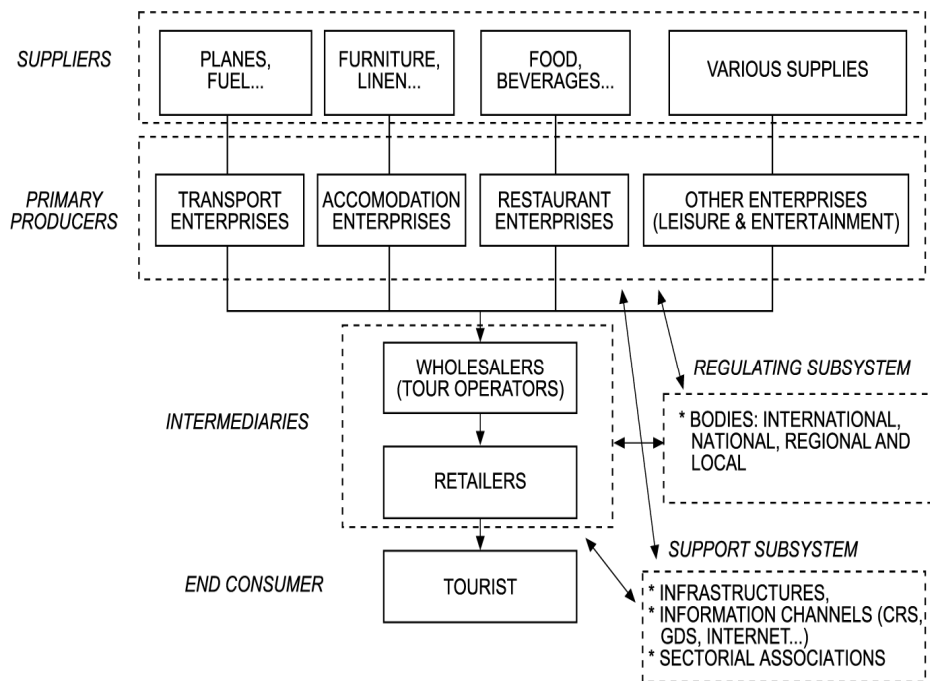 SUPPLIERS
PLANES,
FUEL...
FURNITURE,
LINEN...
FOOD,
BEVERAGES...
VARIOUS SUPPLIES
PRIMARY
PRODUCERS
TRANSPORT
ENTERPRISES
ACCOMODATION
ENTERPRISES
RESTAURANT
ENTERPRISES
OTHER ENTERPRISES
(LEISURE & ENTERTAINMENT)
INTERMEDIARIES
WHOLESALERS
(TOUR OPERATORS)
RETAILERS
REGULATING SUBSYSTEM
* BODIES: INTERNATIONAL,
NATIONAL, REGIONAL AND
LOCAL
END CONSUMER
TOURIST
SUPPORT SUBSYSTEM
* INFRASTRUCTURES,
* INFORMATION CHANNELS (CRS,
GDS, INTERNET...)
* SECTORIAL ASSOCIATIONS